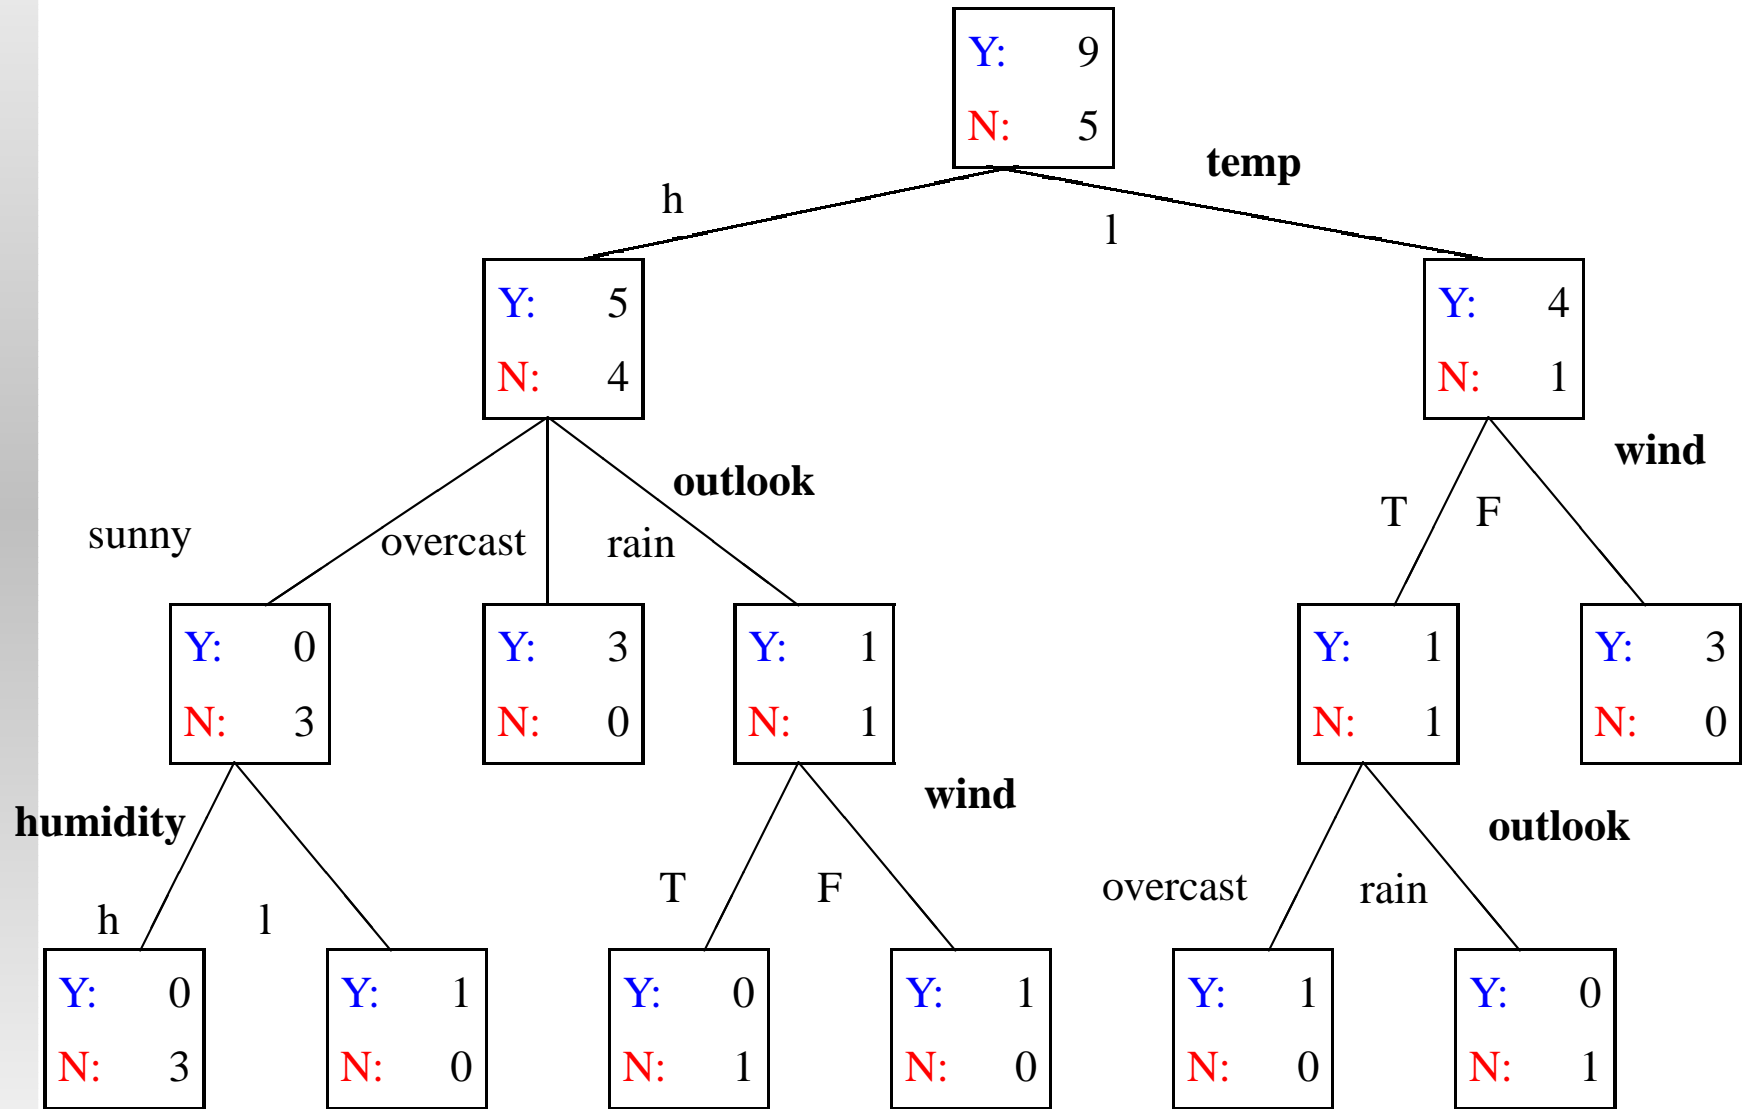 Y: 9
N: 5
temp
h
l
Y: 5
N: 4
Y: 4
N: 1
outlook
wind
sunny
overcast
rain
T
F
Y: 0
N: 3
Y: 3
N: 0
Y: 1
N: 1
Y: 1
N: 1
Y: 3
N: 0
humidity
wind
outlook
h
l
T
F
overcast
rain
Y: 0
N: 3
Y: 1
N: 0
Y: 0
N: 1
Y: 1
N: 0
Y: 1
N: 0
Y: 0
N: 1